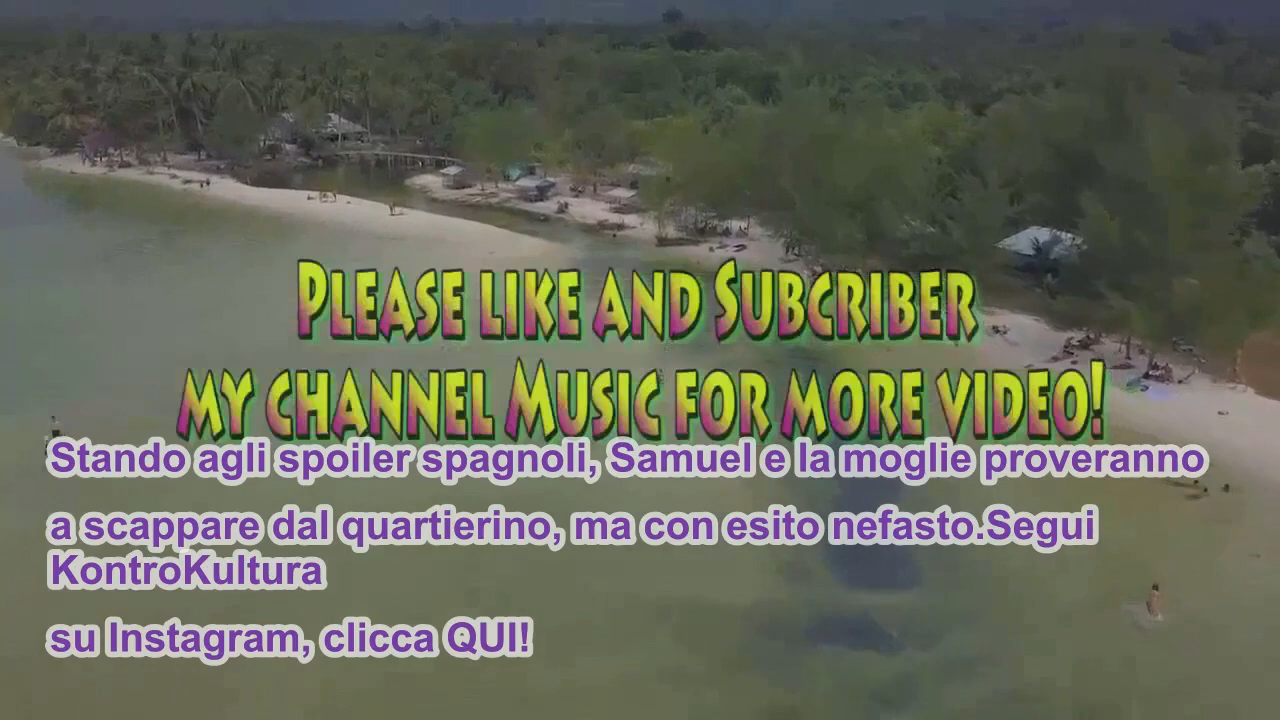 Please like and Subcriber
my channel Music for more video!
Stando agli spoiler spagnoli, Samuel e la moglie proveranno
a scappare dal quartierino, ma con esito nefasto.Segui
KontroKultura
su Instagram, clicca QUI!